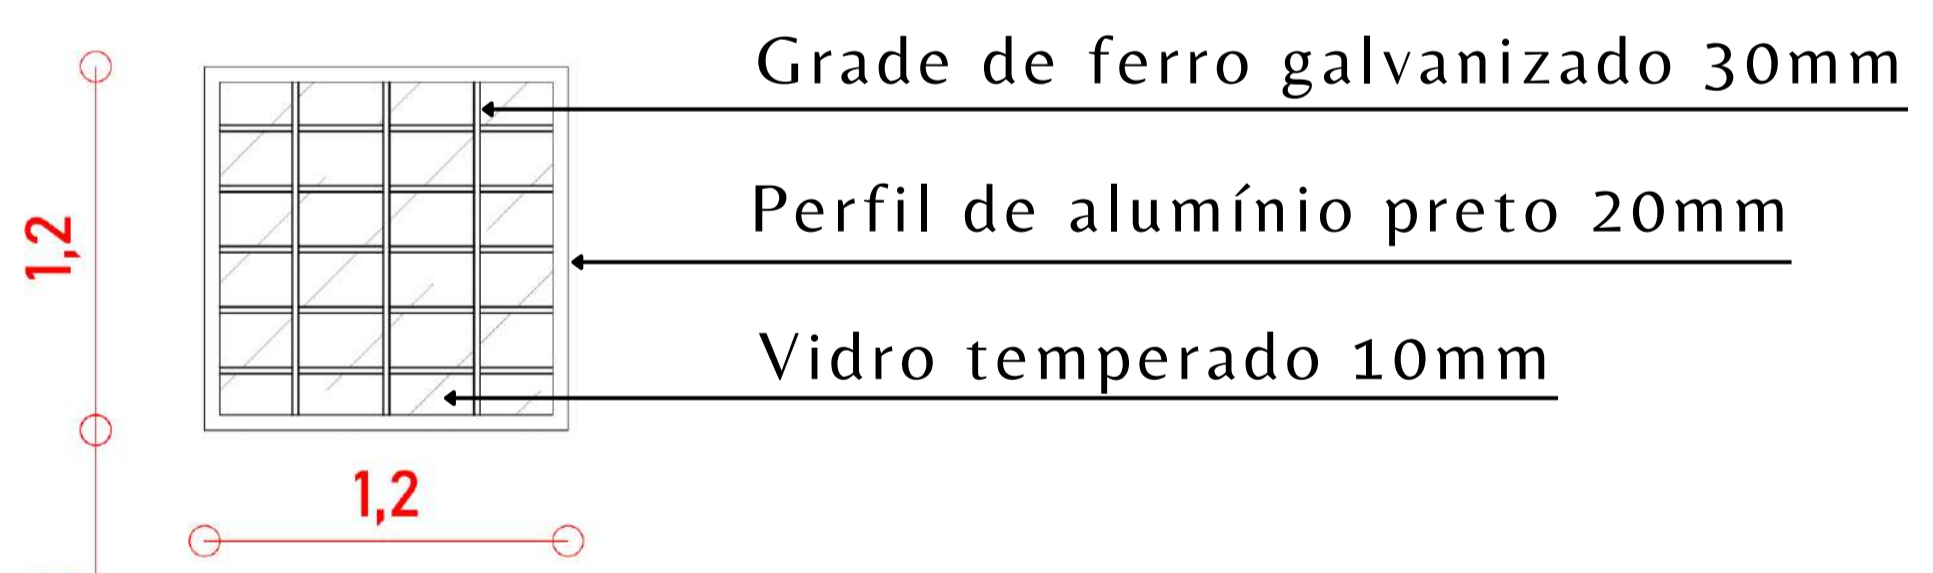 Grade de ferro galvanizado 30mm
Perfil de alumínio preto 20mm
1,2
Vidro temperado 10mm
1,2